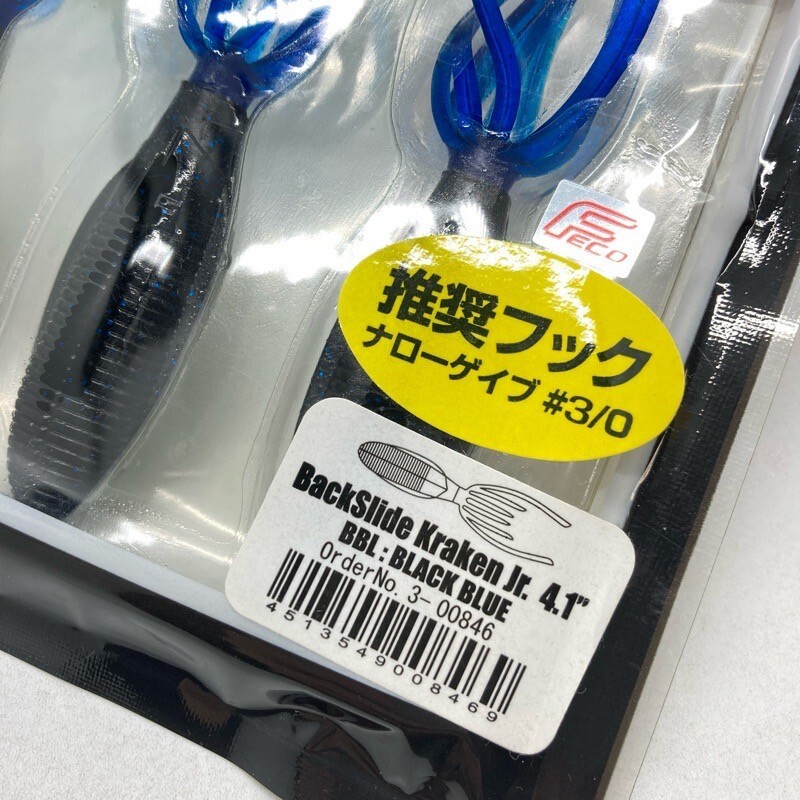 FECO
推奨フック
ナローゲイブ #3/0
BackSlide Kraken Jr. 4.1”
BBL : BLACK BLUE
OrderNo. 3-00846
4513549008469